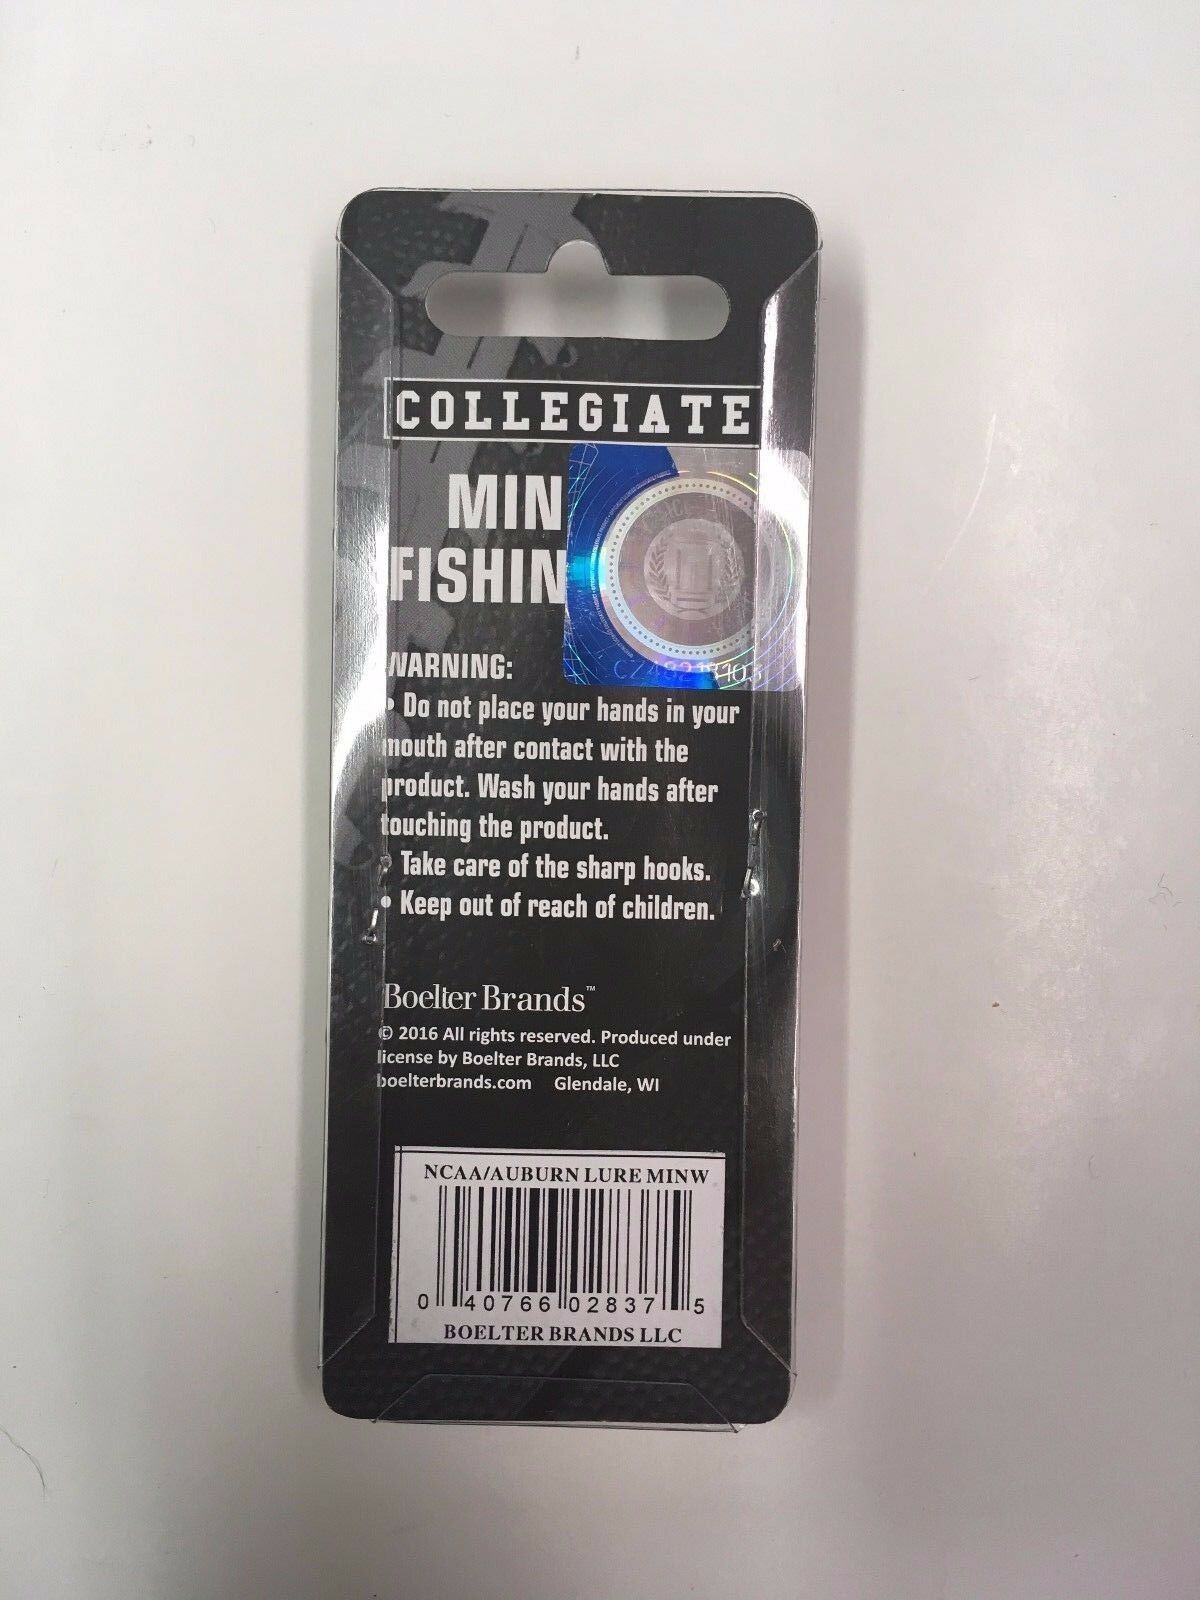 COLLEGIATE
MIN
FISHIN
WARNING:
• Do not place your hands in your
mouth after contact with the
product. Wash your hands after
touching the product.
• Take care of the sharp hooks.
• Keep out of reach of children.
Boelter Brands™
© 2016 All rights reserved. Produced under
license by Boelter Brands, LLC
boelterbrands.com Glendale, WI
NCAA/AUBURN LURE MINW
0 40766 02837 5
BOELTER BRANDS LLC